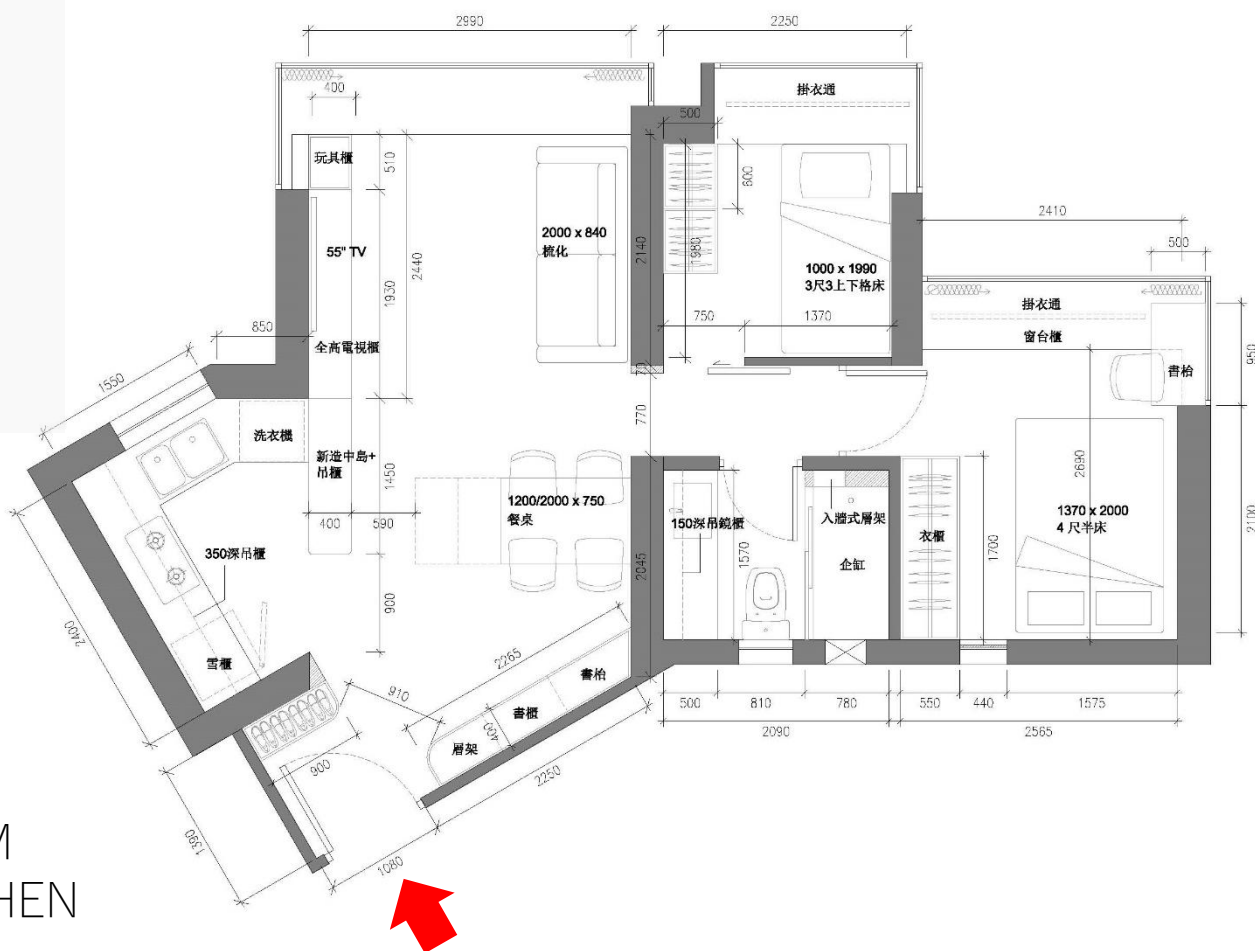 2990
2250
400
500
掛衣通
玩具櫃
510
600
2410
500
55" TV
2440
1930
2000 x 840
梳化
2140
1980
1000 x 1990
3尺3上下格床
掛衣通
窗台櫃
850
全高電視櫃
750
1370
書枱
950
1550
70
洗衣機
新造中島+
吊櫃
1450
770
2690
400
590
1200/2000 x 750
餐桌
150深吊鏡櫃
入牆式層架
衣櫃
1370 x 2000
4 尺半床
2100
350深吊櫃
1570
企缸
1700
2045
900
2400
雪櫃
2265
書枱
910
書櫃
400
層架
500
810
780
550
440
1575
2090
2565
900
2250
1390
1080
M
HEN